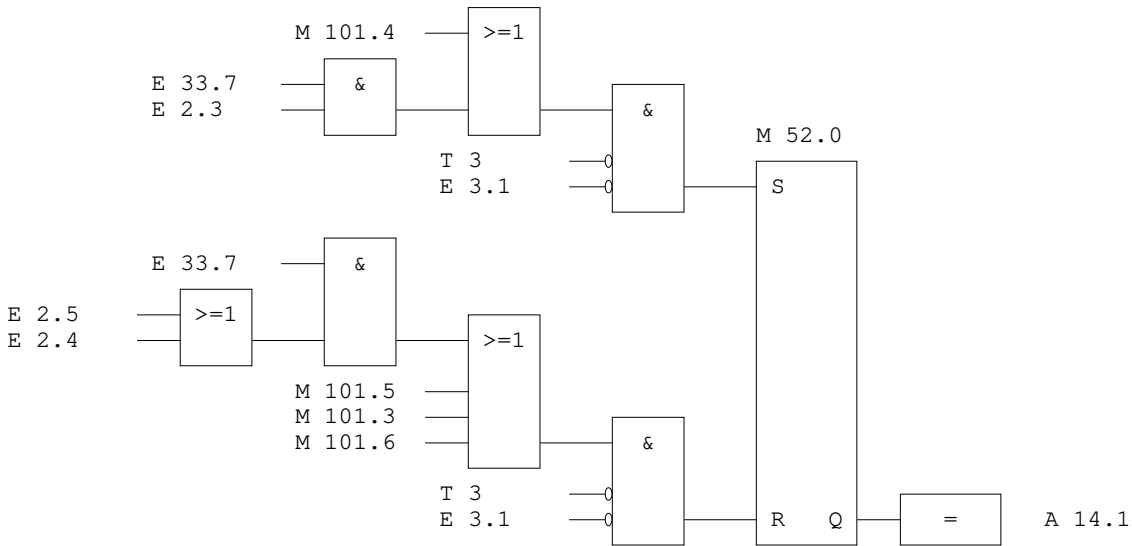 M 101.4 >=1
E 33.7 &
E 2.3 &
M 52.0
T 3
E 3.1 S
E 33.7 &
E 2.5 >=1
E 2.4 >=1
M 101.5
M 101.3
M 101.6 &
T 3
E 3.1 R Q = A 14.1